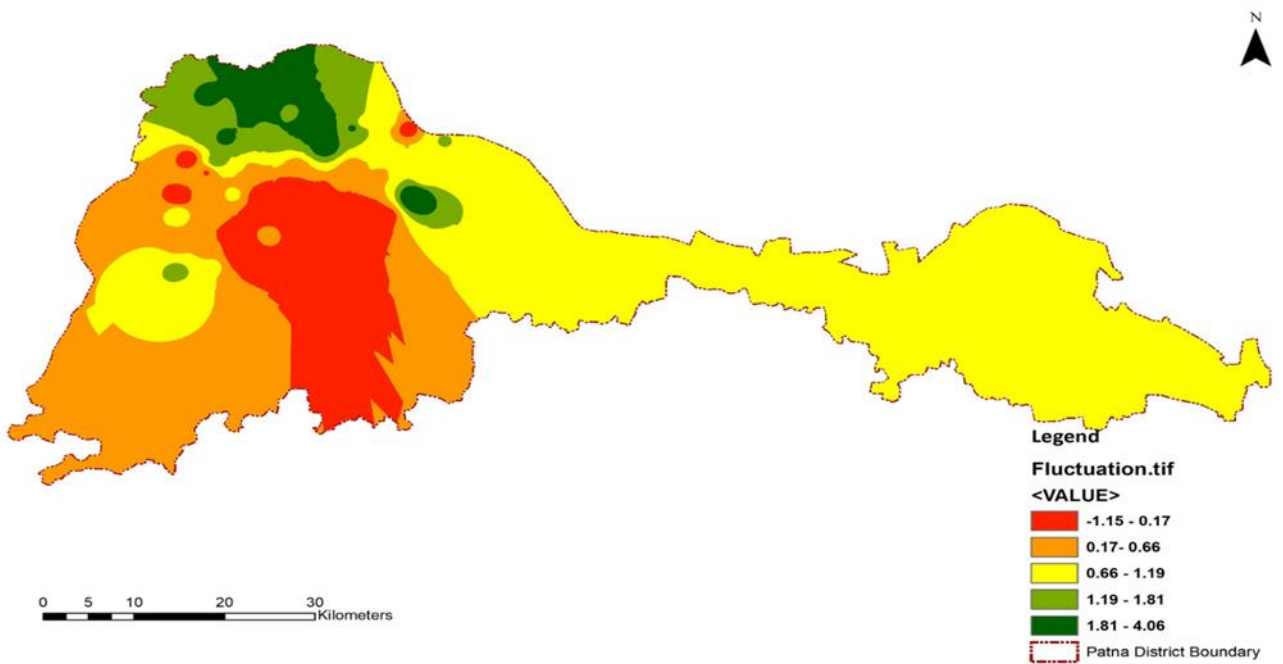 N
Legend
Fluctuation.tif
<VALUE>
-1.15 - 0.17
0.17- 0.66
0.66 - 1.19
1.19 - 1.81
1.81 - 4.06
Patna District Boundary
0 5 10 20 30
Kilometers